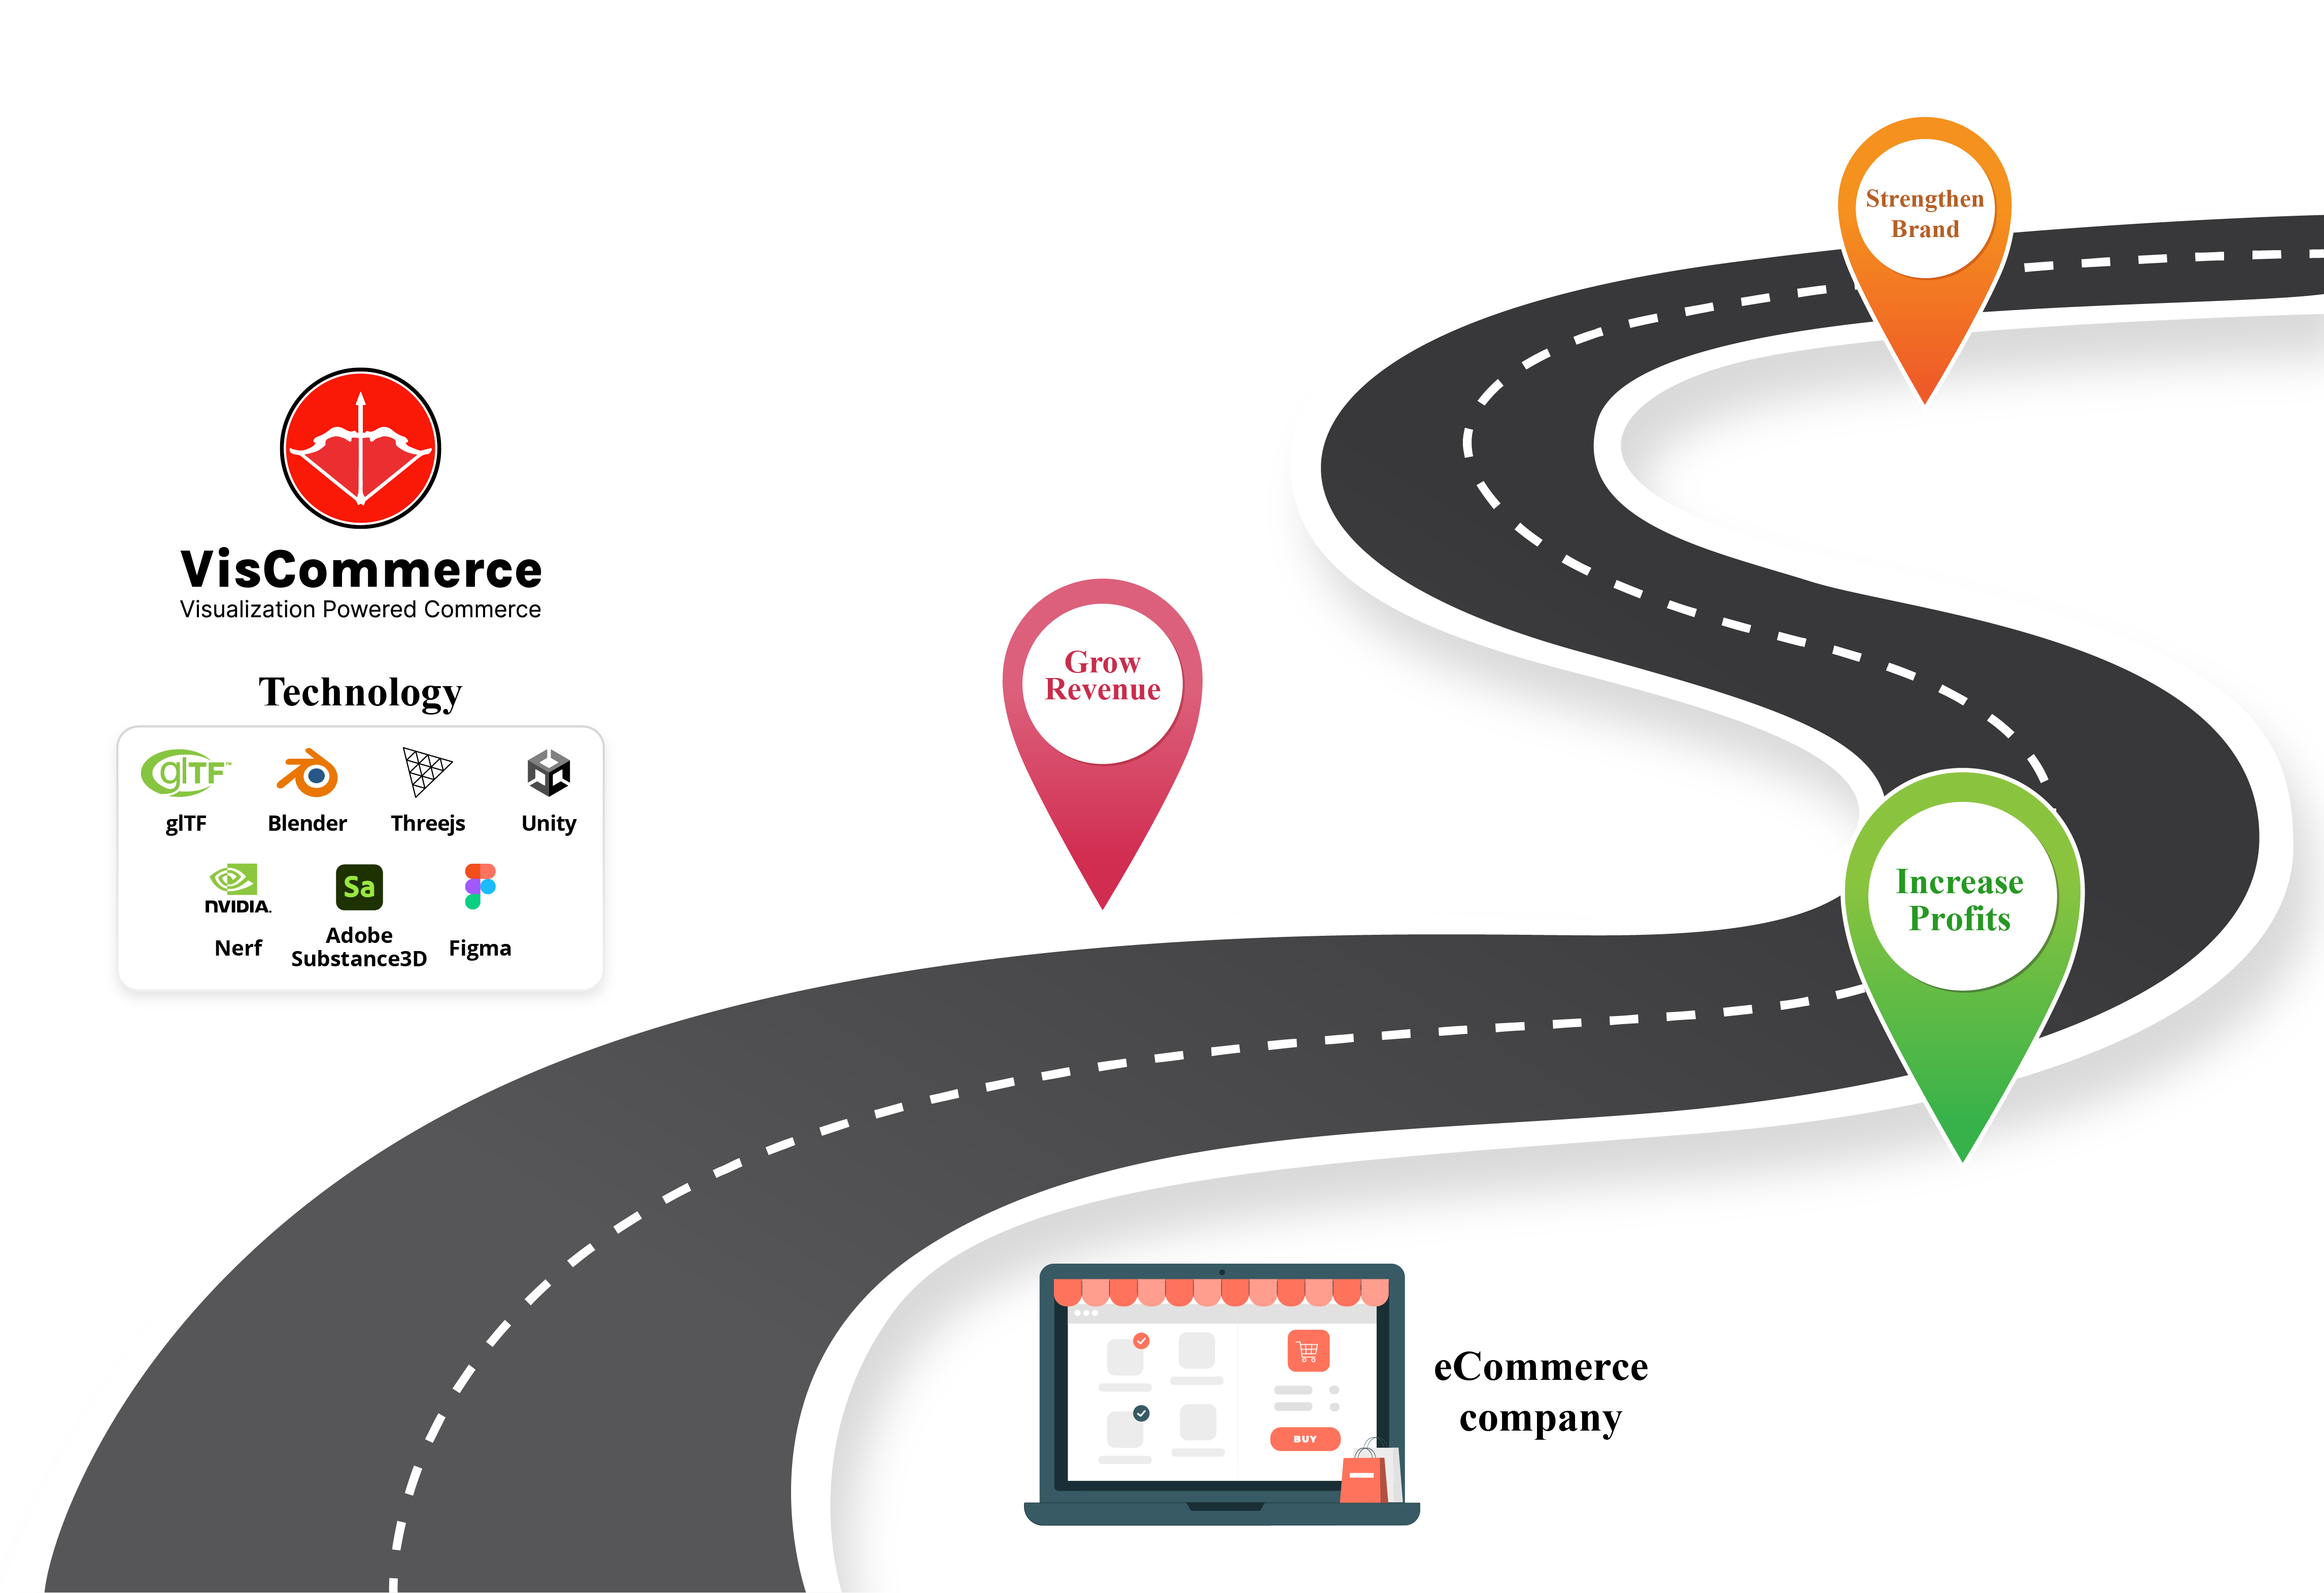 Strengthen
Brand
VisCommerce
Visualization Powered Commerce
Grow
Revenue
Technology
glTF™
glTF
Blender
Threejs
Unity
NVIDIA.
Sa
Nerf
Adobe
Substance3D
Figma
Increase
Profits
eCommerce
company
BUY